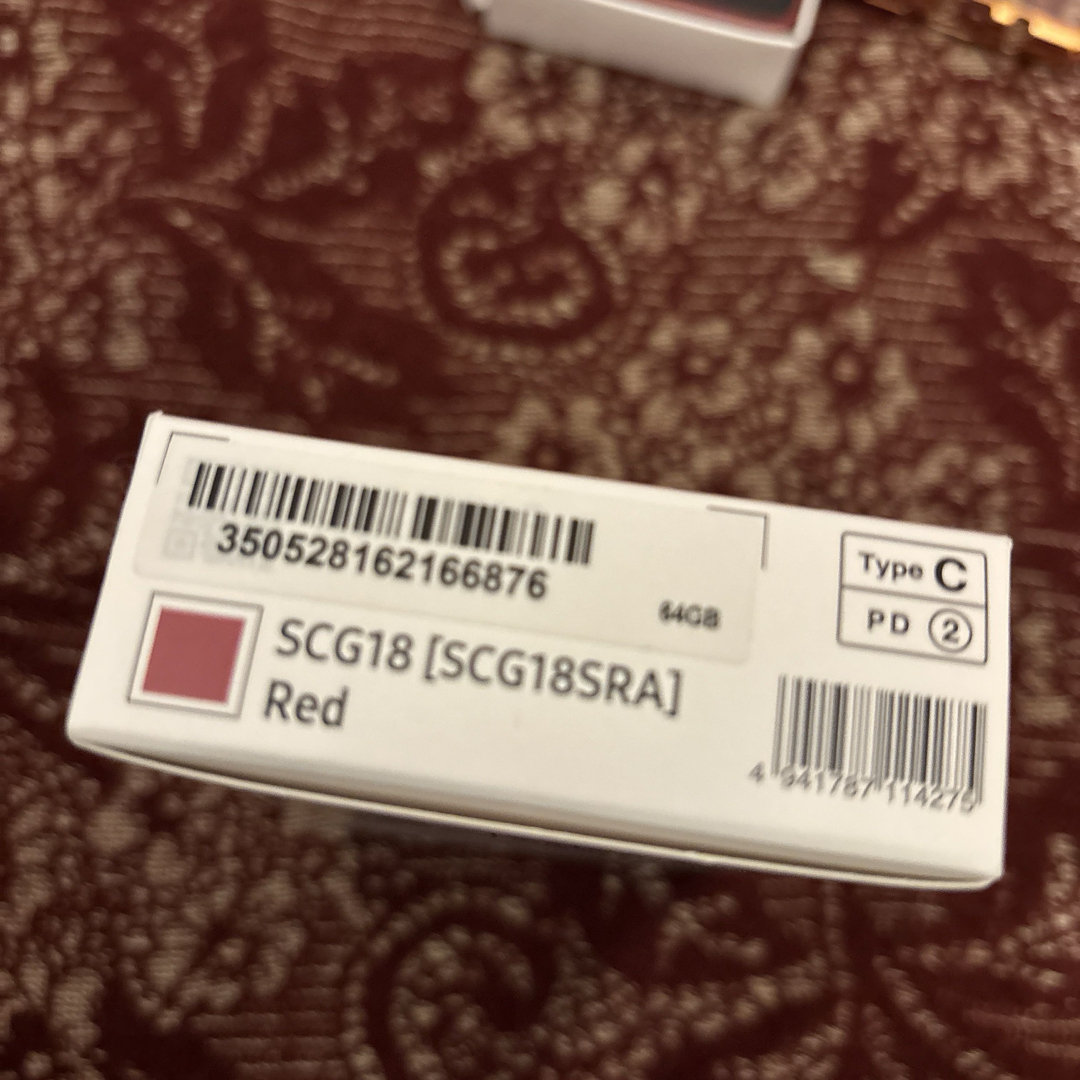 350528162166876
64GB
SCG18 [SCG18SRA]
Red
Type C
PD 2
4 941787 114275